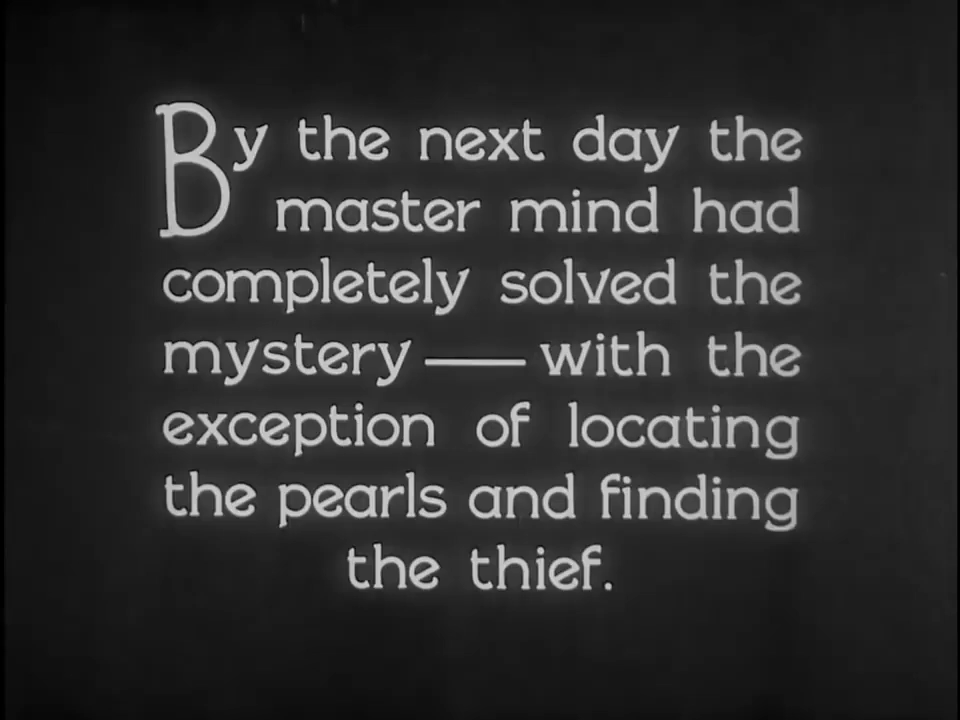 By the next day the
master mind had
completely solved the
mystery — with the
exception of locating
the pearls and finding
the thief.